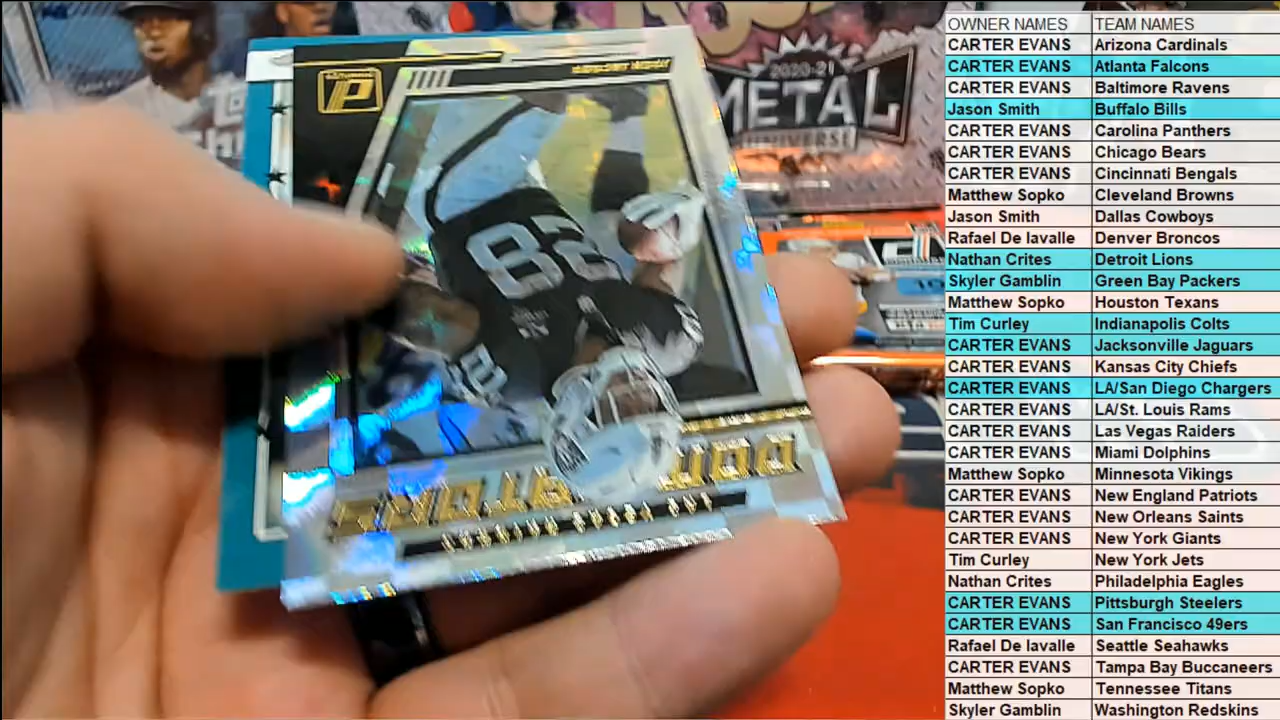 OWNER NAMES TEAM NAMES
CARTER EVANS Arizona Cardinals
CARTER EVANS Atlanta Falcons
CARTER EVANS Baltimore Ravens
Jason Smith Buffalo Bills
CARTER EVANS Carolina Panthers
CARTER EVANS Chicago Bears
CARTER EVANS Cincinnati Bengals
Matthew Sopko Cleveland Browns
Jason Smith Dallas Cowboys
Rafael De lavalle Denver Broncos
Nathan Crites Detroit Lions
Skyler Gamblin Green Bay Packers
Matthew Sopko Houston Texans
Tim Curley Indianapolis Colts
CARTER EVANS Jacksonville Jaguars
CARTER EVANS Kansas City Chiefs
CARTER EVANS LA/San Diego Chargers
CARTER EVANS LA/St. Louis Rams
CARTER EVANS Las Vegas Raiders
CARTER EVANS Miami Dolphins
Matthew Sopko Minnesota Vikings
CARTER EVANS New England Patriots
CARTER EVANS New Orleans Saints
CARTER EVANS New York Giants
Tim Curley New York Jets
Nathan Crites Philadelphia Eagles
CARTER EVANS Pittsburgh Steelers
CARTER EVANS San Francisco 49ers
Rafael De lavalle Seattle Seahawks
CARTER EVANS Tampa Bay Buccaneers
Matthew Sopko Tennessee Titans
Skyler Gamblin Washington Redskins
2020-21
METAL
UNIVERSE
P
28